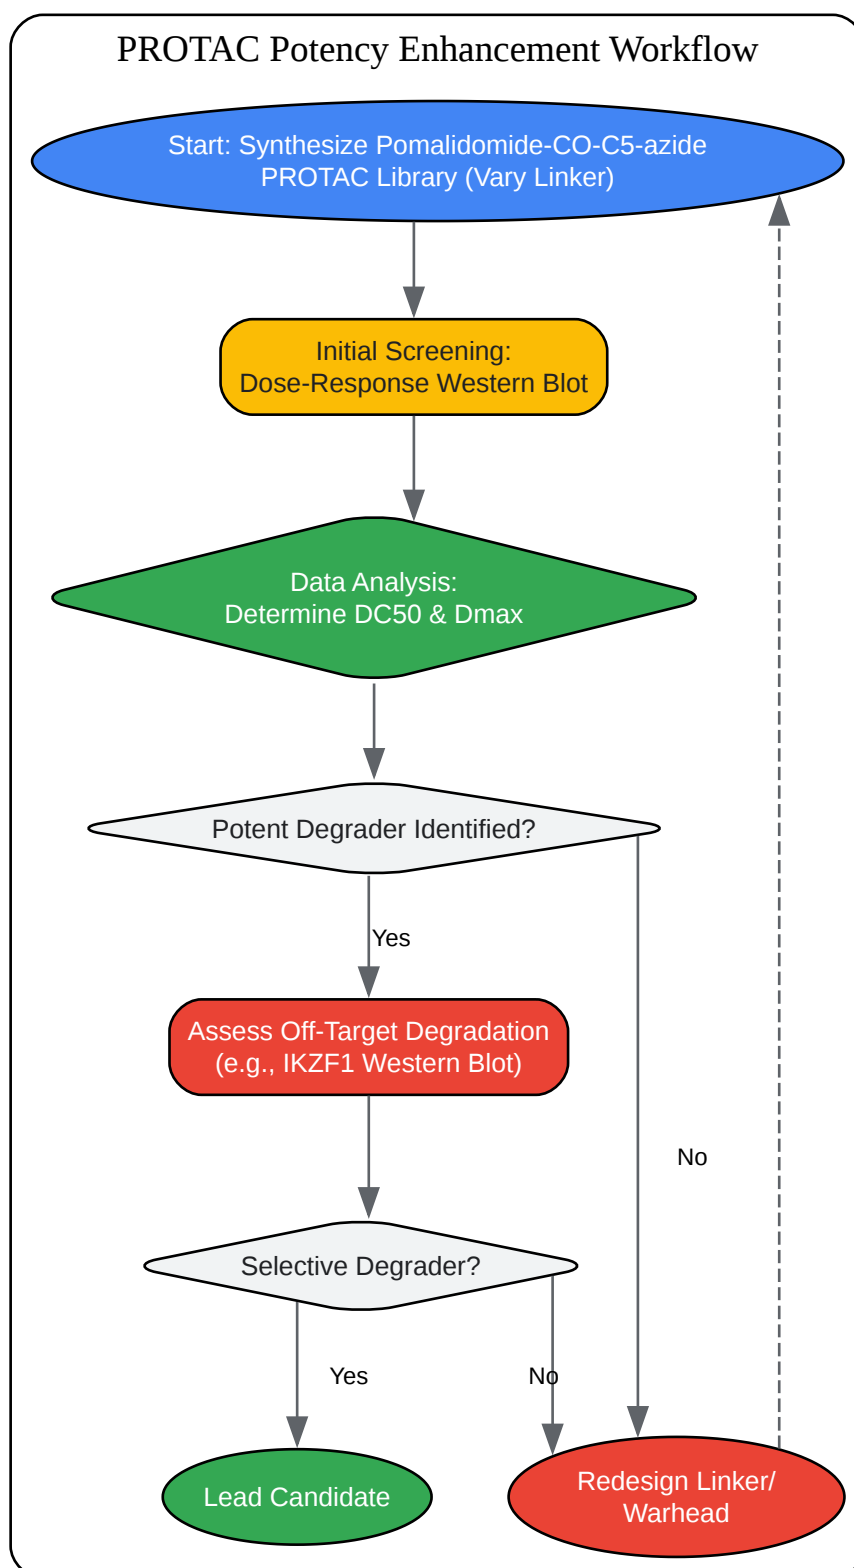 PROTAC Potency Enhancement Workflow
Start: Synthesize Pomalidomide-CO-C5-azide
PROTAC Library (Vary Linker)
Initial Screening:
Dose-Response Western Blot
Data Analysis:
Determine DC50 & Dmax
Potent Degrader Identified?
Yes
Assess Off-Target Degradation
(e.g., IKZF1 Western Blot)
No
Selective Degrader?
Yes
No
Lead Candidate
Redesign Linker/
Warhead